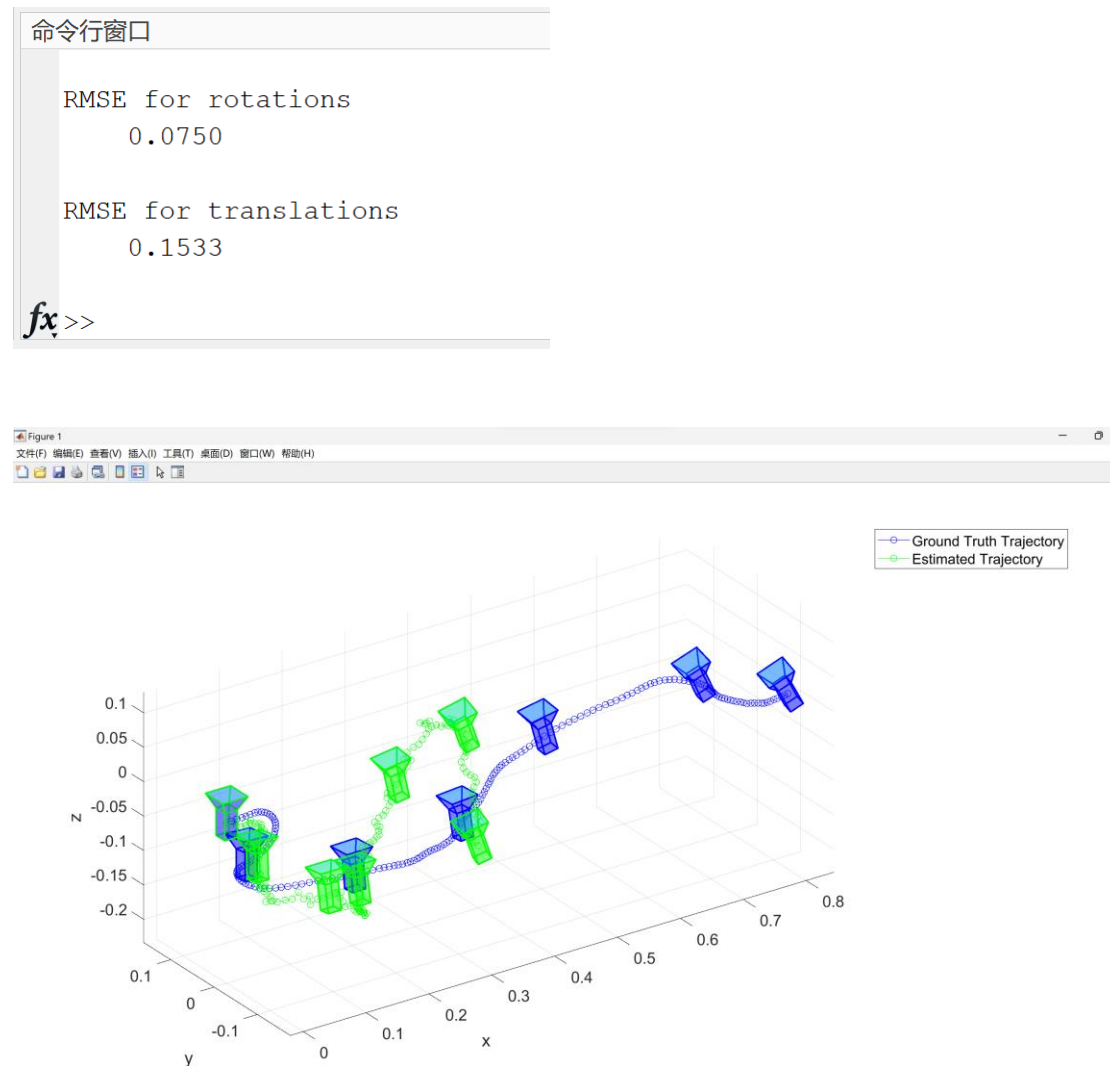 命令行窗口
RMSE for rotations
0.0750
RMSE for translations
0.1533
fx >>
Figure 1
文件(F) 编辑(E) 查看(V) 插入(I) 工具(T) 桌面(D) 窗口(W) 帮助(H)
Ground Truth Trajectory
Estimated Trajectory
0.1
0.05
0
-0.05
-0.1
-0.15
-0.2
z
0.1
0
-0.1
y
0
0.1
0.2
0.3
0.4
0.5
0.6
0.7
0.8
x